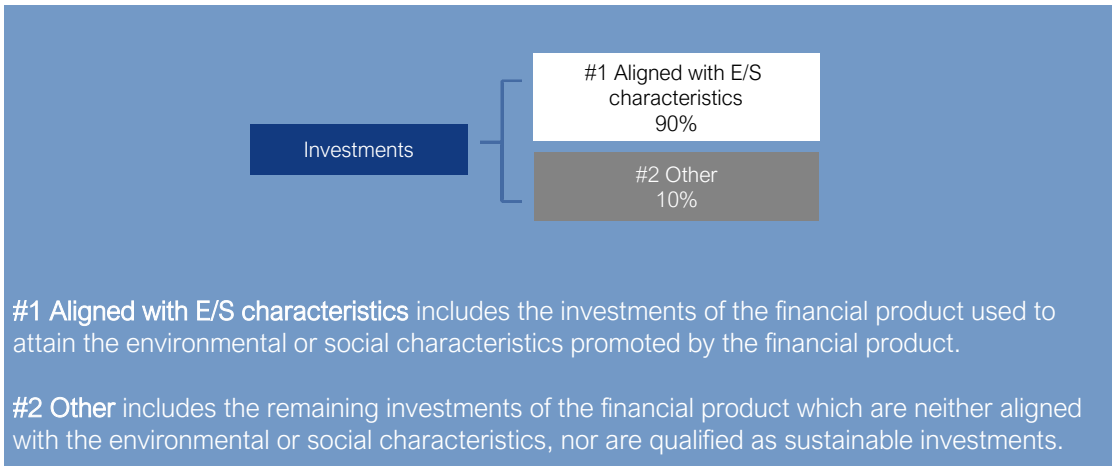 #1 Aligned with E/S
characteristics
90%
Investments
#2 Other
10%
#1 Aligned with E/S characteristics includes the investments of the financial product used to
attain the environmental or social characteristics promoted by the financial product.
#2 Other includes the remaining investments of the financial product which are neither aligned
with the environmental or social characteristics, nor are qualified as sustainable investments.